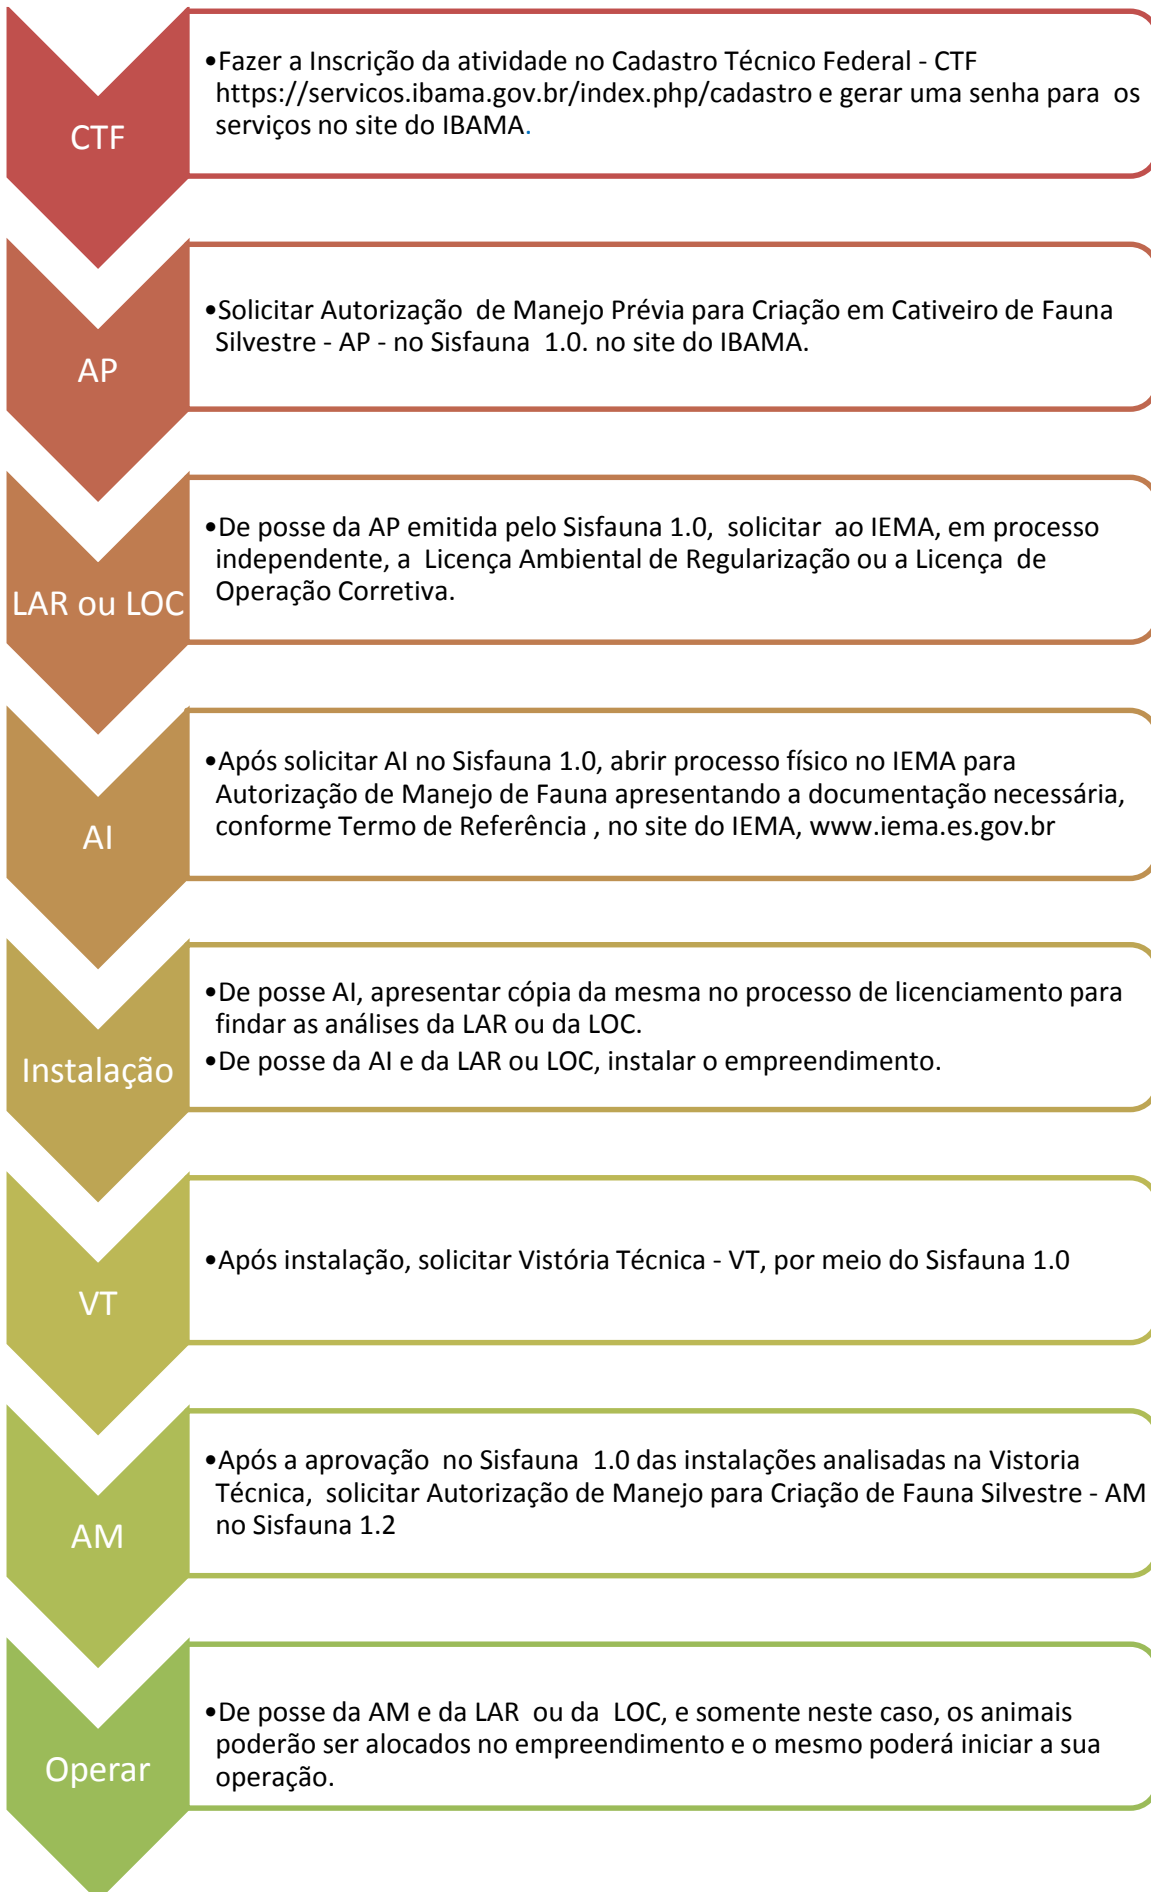 CTF
•Fazer a Inscrição da atividade no Cadastro Técnico Federal - CTF
https://servicos.ibama.gov.br/index.php/cadastro e gerar uma senha para os
serviços no site do IBAMA.
AP
•Solicitar Autorização de Manejo Prévia para Criação em Cativeiro de Fauna
Silvestre - AP - no Sisfauna 1.0. no site do IBAMA.
LAR ou LOC
•De posse da AP emitida pelo Sisfauna 1.0, solicitar ao IEMA, em processo
independente, a Licença Ambiental de Regularização ou a Licença de
Operação Corretiva.
AI
•Após solicitar AI no Sisfauna 1.0, abrir processo físico no IEMA para
Autorização de Manejo de Fauna apresentando a documentação necessária,
conforme Termo de Referência , no site do IEMA, www.iema.es.gov.br
Instalação
•De posse AI, apresentar cópia da mesma no processo de licenciamento para
findar as análises da LAR ou da LOC.
•De posse da AI e da LAR ou LOC, instalar o empreendimento.
VT
•Após instalação, solicitar Vistória Técnica - VT, por meio do Sisfauna 1.0
AM
•Após a aprovação no Sisfauna 1.0 das instalações analisadas na Vistoria
Técnica, solicitar Autorização de Manejo para Criação de Fauna Silvestre - AM
no Sisfauna 1.2
Operar
•De posse da AM e da LAR ou da LOC, e somente neste caso, os animais
poderão ser alocados no empreendimento e o mesmo poderá iniciar a sua
operação.